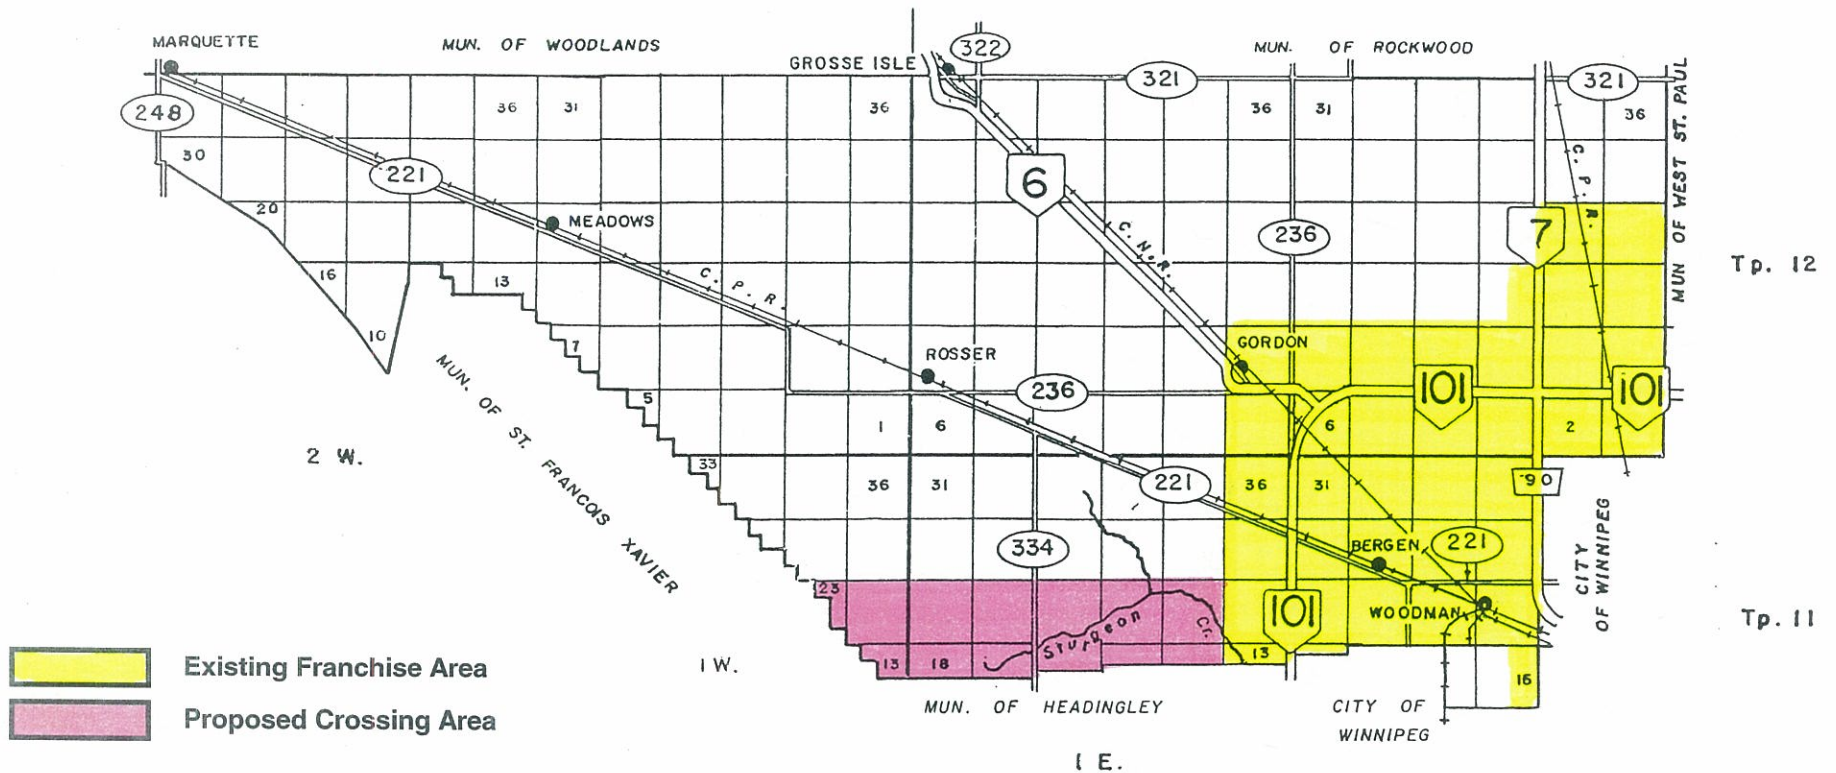 MARQUETTE
MUN. OF WOODLANDS
GROSSE ISLE
322
MUN. OF ROCKWOOD
321
321
248
36
31
36
36
31
36
MUN OF WEST ST. PAUL
C. P. R.
30
221
6
20
MEADOWS
C. N. R.
236
7
Tp. 12
16
13
C. P. R.
10
7
ROSSER
GORDON
MUN. OF ST. FRANCOIS XAVIER
5
236
101
101
1
6
6
2
2 W.
33
36
31
221
36
31
90
334
BERGEN
221
CITY OF WINNIPEG
23
101
WOODMAN
Tp. 11
Sturgeon Cr.
Existing Franchise Area
1 W.
13
18
13
16
Proposed Crossing Area
MUN. OF HEADINGLEY
CITY OF
WINNIPEG
1 E.